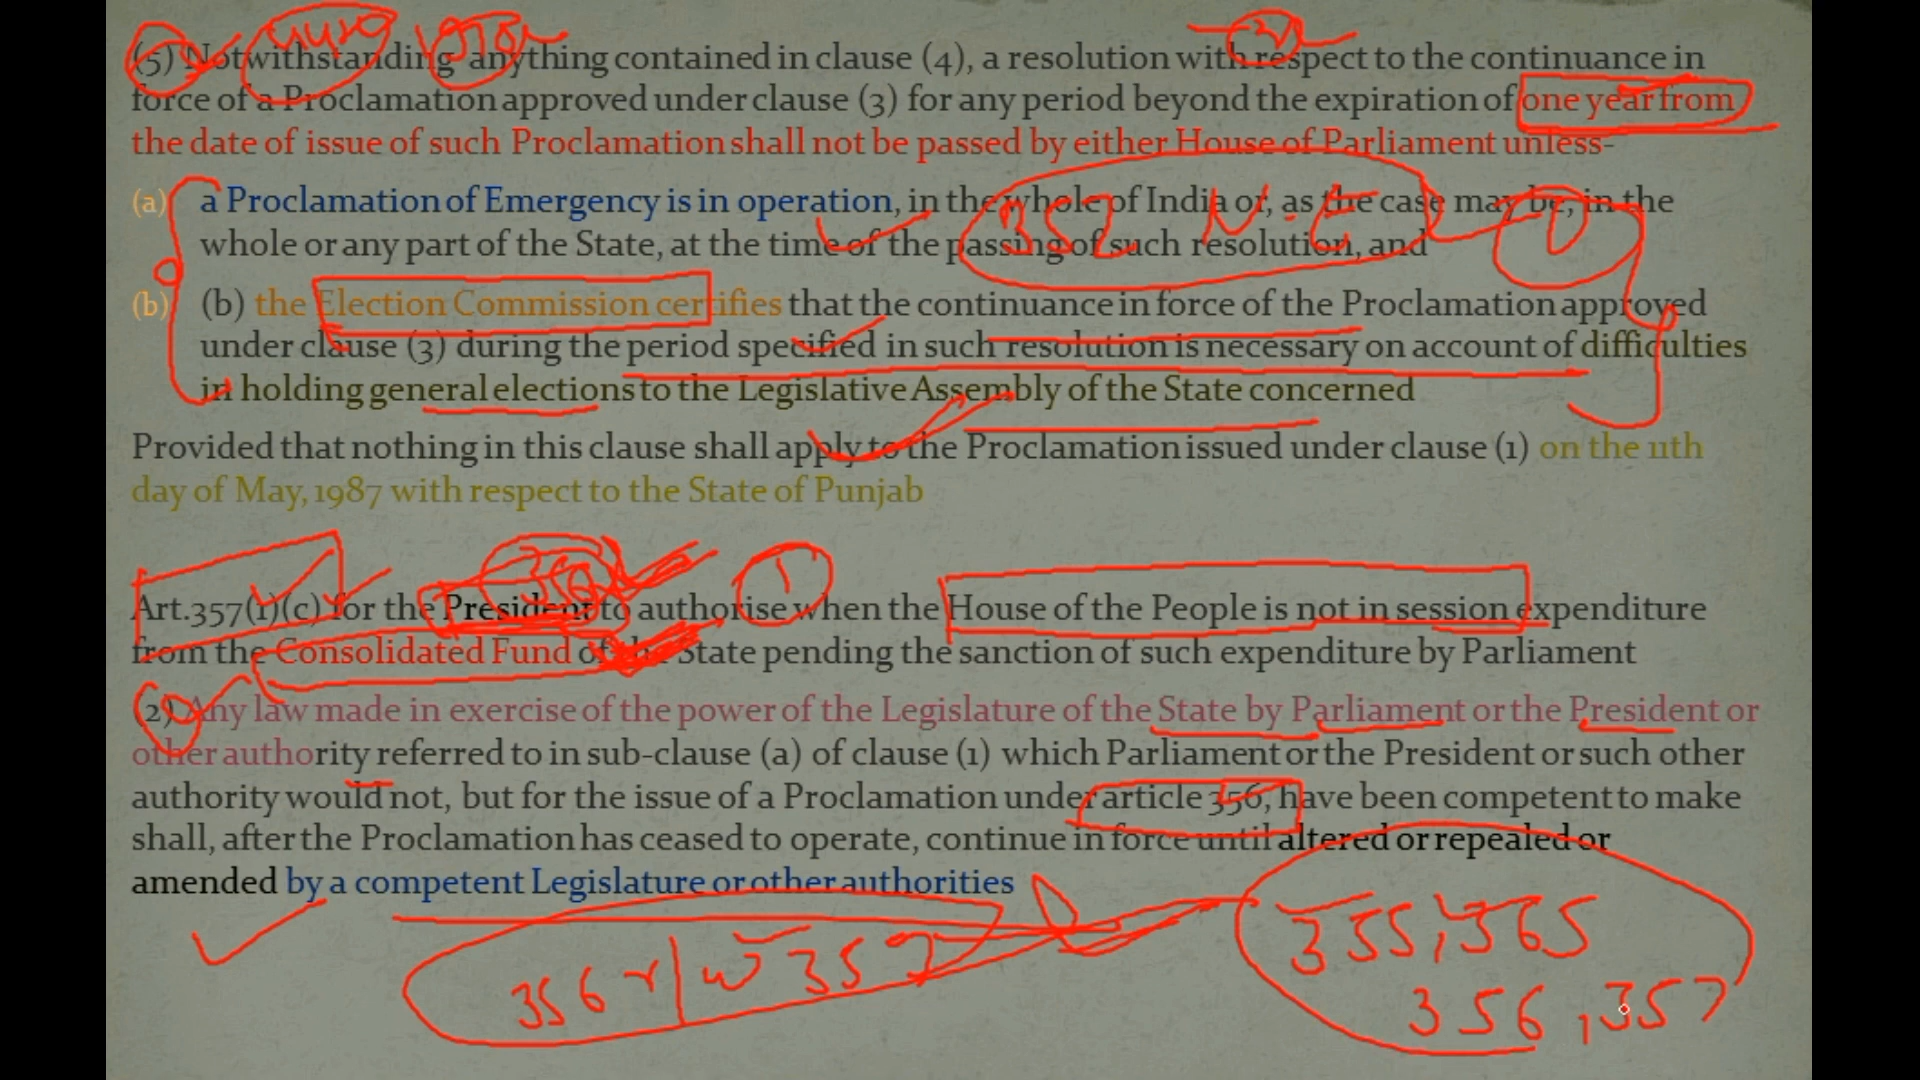 (5) Notwithstanding anything contained in clause (4), a resolution with respect to the continuance in
force of a Proclamation approved under clause (3) for any period beyond the expiration of one year from
the date of issue of such Proclamation shall not be passed by either House of Parliament unless-
(a) a Proclamation of Emergency is in operation, in the whole of India or, as the case may be, in the
352 N.E 1
whole or any part of the State, at the time of the passing of such resolution, and
(b) (b) the Election Commission certifies that the continuance in force of the Proclamation approved
under clause (3) during the period specified in such resolution is necessary on account of difficulties
in holding general elections to the Legislative Assembly of the State concerned
Provided that nothing in this clause shall apply to the Proclamation issued under clause (1) on the 11th
day of May, 1987 with respect to the State of Punjab
1
Art.357(1)(c) for the President to authorise when the House of the People is not in session expenditure
from the Consolidated Fund of the State pending the sanction of such expenditure by Parliament
(2) Any law made in exercise of the power of the Legislature of the State by Parliament or the President or
other authority referred to in sub-clause (a) of clause (1) which Parliament or the President or such other
authority would not, but for the issue of a Proclamation under article 356, have been competent to make
shall, after the Proclamation has ceased to operate, continue in force until altered or repealed or
amended by a competent Legislature or other authorities
356 r/w 357
355, 365
356, 357